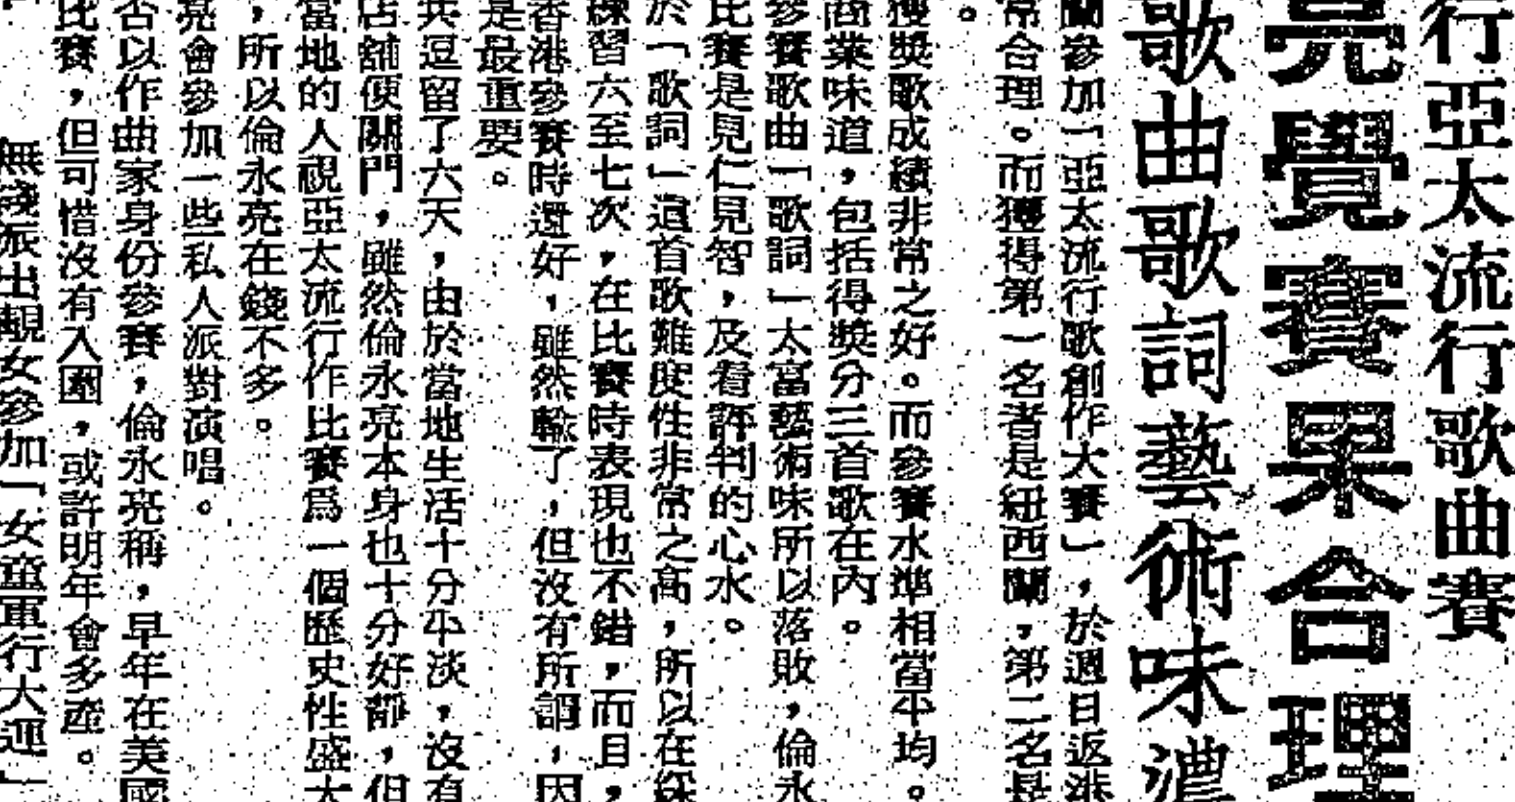 行亞太流行歌曲賽
亮覺賽果合理
歌曲歌詞藝術味濃
蘭參加「亞太流行歌創作大賽」，於週日返港
常合理。而獲得第一名者是紐西蘭，第二名是
。
獲獎歌成績非常之好。而參賽水準相當平均。
商業味道，包括得獎分三首歌在內。
參賽歌曲「歌詞」太富藝術味所以落敗，倫永
比賽是見仁見智，及看評判的心水。
於「歌詞」這首歌難度性非常之高，所以在綵
練習六至七次，在比賽時表現也不錯，而且，
香港參賽時還好，雖然輸了，但沒有所謂，因
是最重要。
共逗留了六天，由於當地生活十分平淡，沒有
店舖便關門，雖然倫永亮本身也十分好靜，但
當地的人視亞太流行作比賽為一個歷史性盛大
，所以倫永亮在錢不多。
亮會參加一些私人派對演唱。
否以作曲家身份參賽，倫永亮稱，早年在美國
比賽，但可惜沒有入圍，或許明年會多產。
無綫派出靚女參加「女童軍行大運」